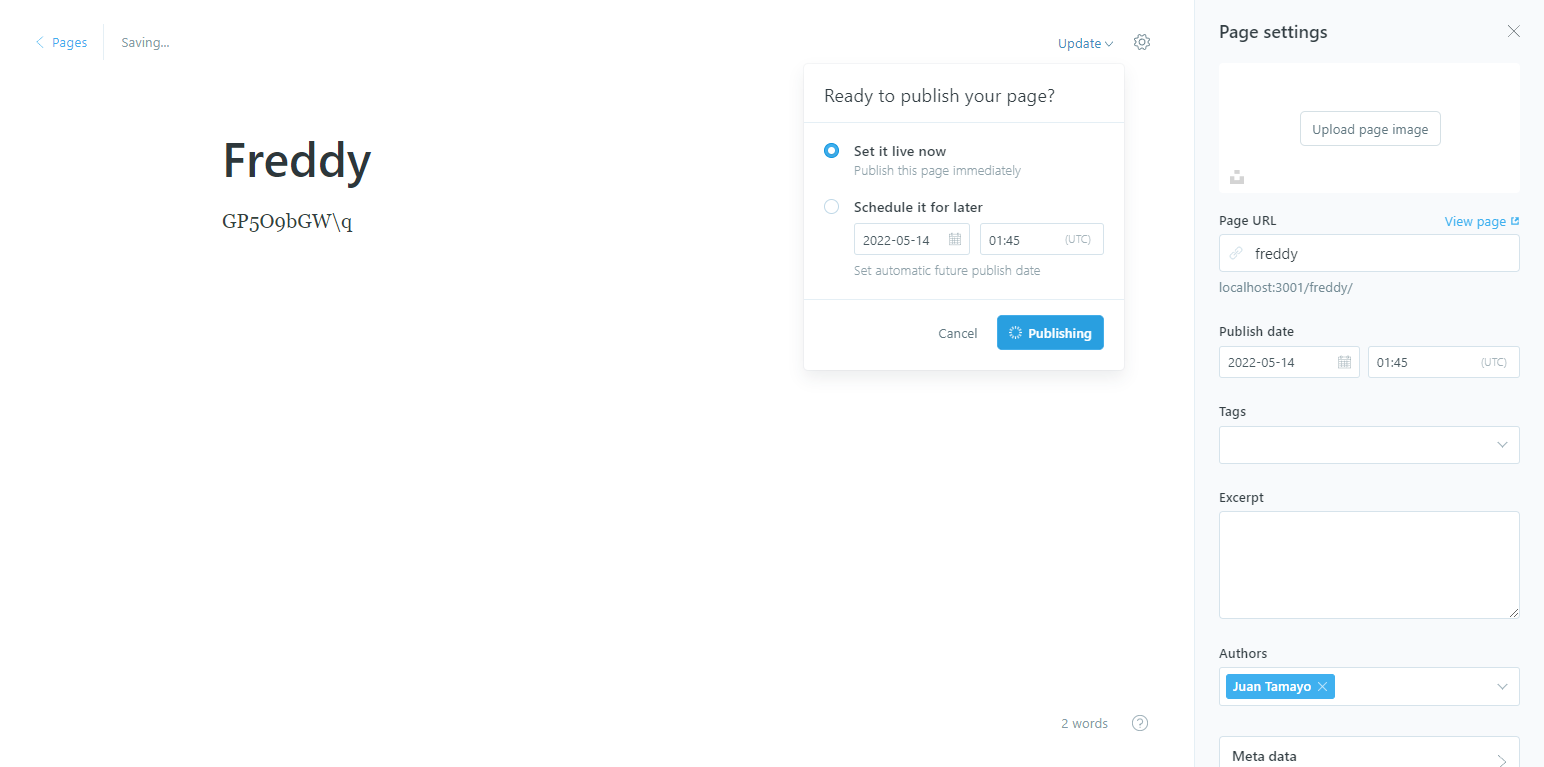 Pages
Saving...
Update
Freddy
GP5O9bGW\q
Ready to publish your page?
Set it live now
Publish this page immediately
Schedule it for later
2022-05-14
01:45 (UTC)
Set automatic future publish date
Cancel
Publishing
2 words
Page settings
Upload page image
Page URL
View page
freddy
localhost:3001/freddy/
Publish date
2022-05-14
01:45 (UTC)
Tags
Excerpt
Authors
Juan Tamayo
Meta data